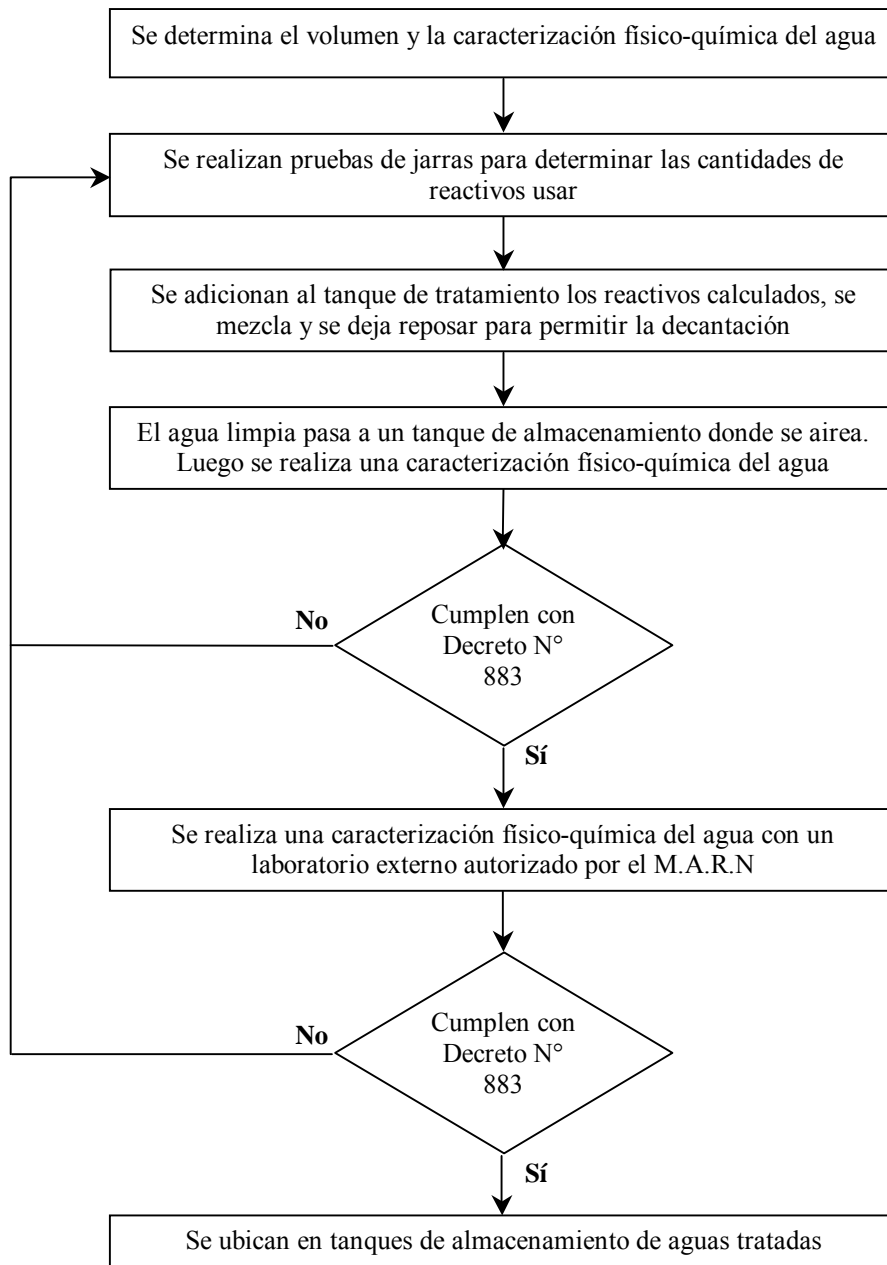 Se determina el volumen y la caracterización físico-química del agua
Se realizan pruebas de jarras para determinar las cantidades de
reactivos usar
Se adicionan al tanque de tratamiento los reactivos calculados, se
mezcla y se deja reposar para permitir la decantación
El agua limpia pasa a un tanque de almacenamiento donde se airea.
Luego se realiza una caracterización físico-química del agua
No
Cumplen con
Decreto N°
883
Sí
Se realiza una caracterización físico-química del agua con un
laboratorio externo autorizado por el M.A.R.N
No
Cumplen con
Decreto N°
883
Sí
Se ubican en tanques de almacenamiento de aguas tratadas